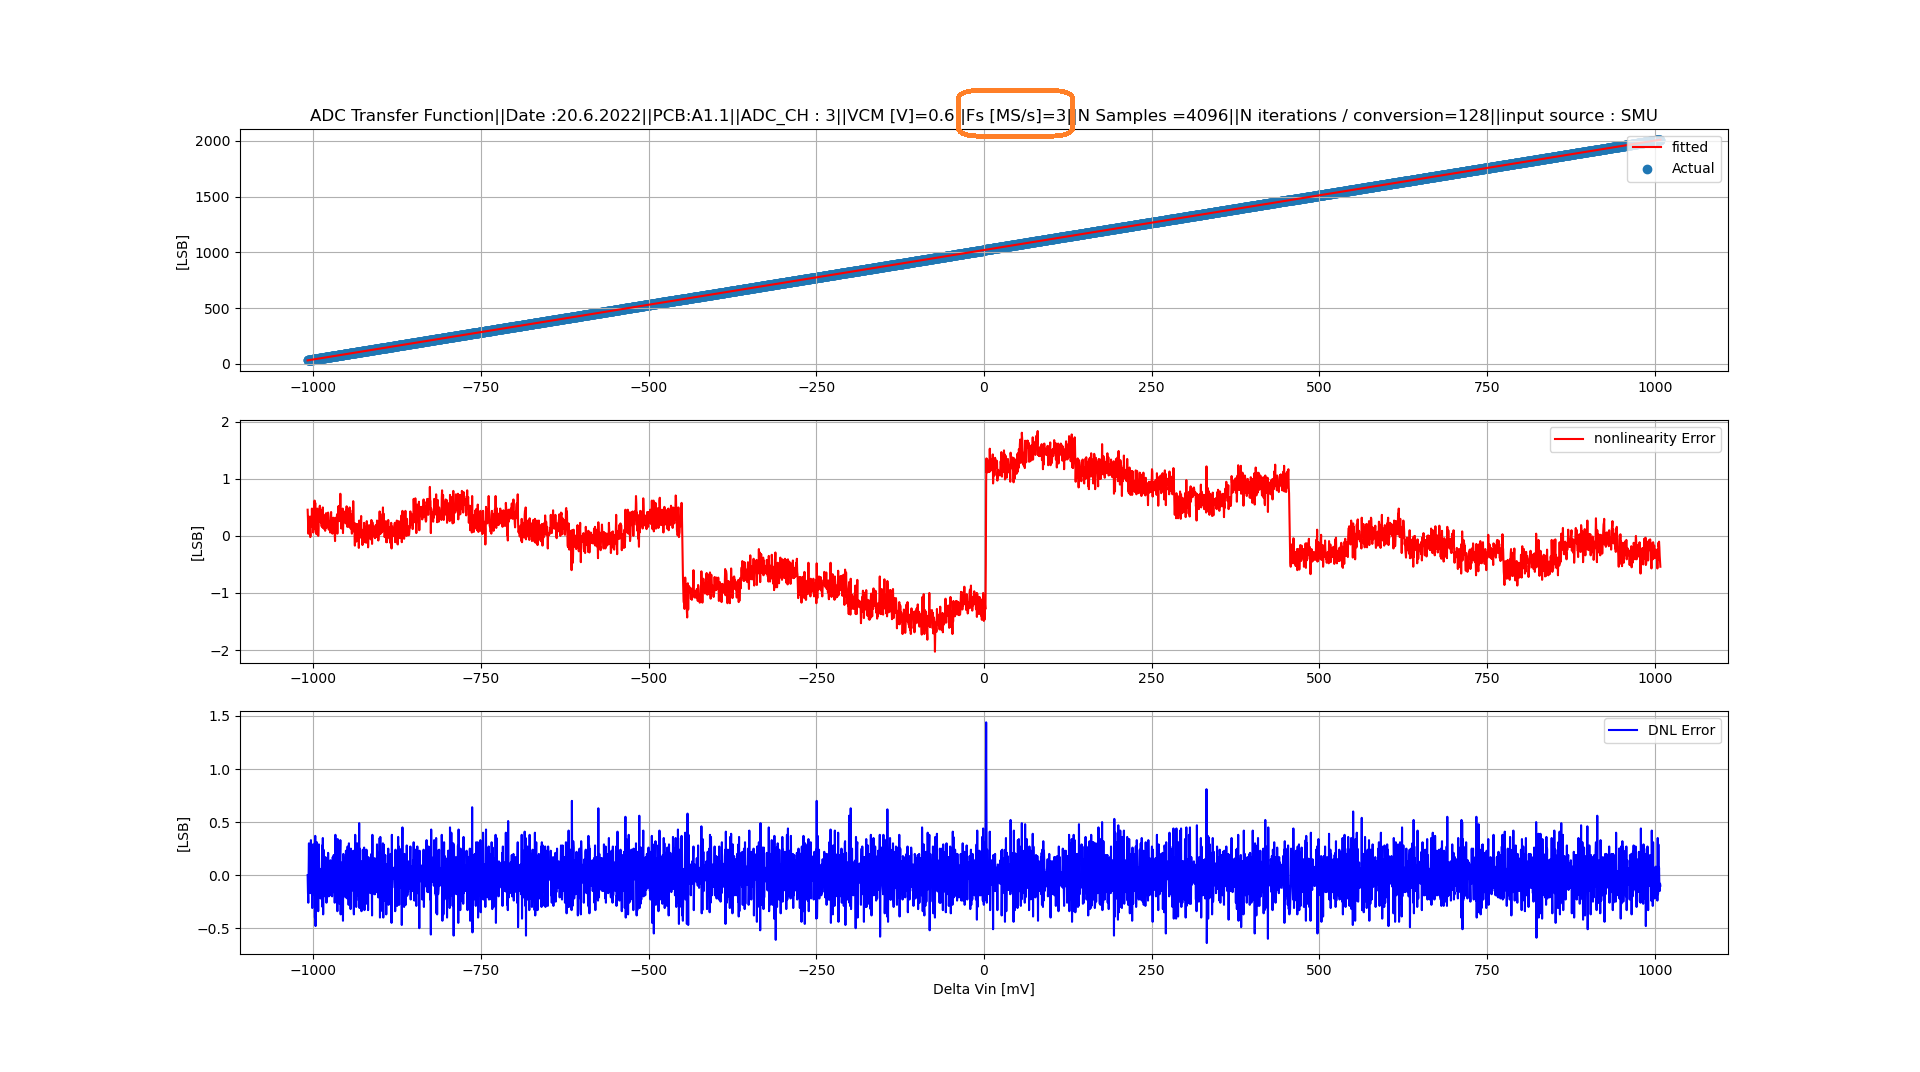 ADC Transfer Function||Date :20.6.2022||PCB:A1.1||ADC_CH : 3||VCM [V]=0.6||Fs [MS/s]=3||N Samples =4096||N iterations / conversion=128||input source : SMU
2000
1500
1000
500
0
[LSB]
fitted
Actual
−1000 −750 −500 −250 0 250 500 750 1000
2
1
0
−1
−2
[LSB]
nonlinearity Error
−1000 −750 −500 −250 0 250 500 750 1000
1.5
1.0
0.5
0.0
−0.5
[LSB]
DNL Error
−1000 −750 −500 −250 0 250 500 750 1000
Delta Vin [mV]